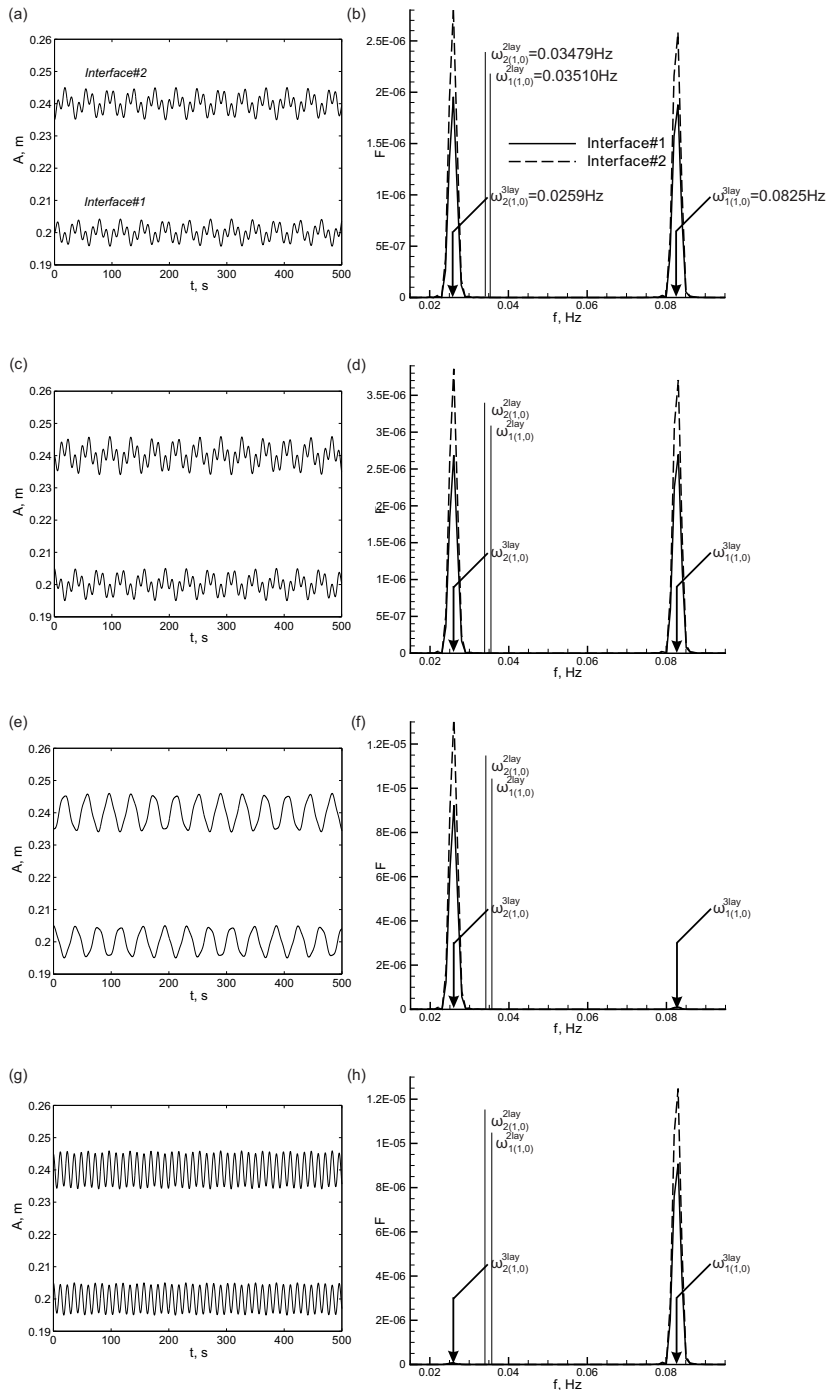 (a)
0.26
0.25
0.24
0.23
0.22
0.21
0.2
0.19
A, m
Interface#2
Interface#1
0 100 200 300 400 500
t, s
(b)
2.5E-06
2E-06
1.5E-06
1E-06
5E-07
0
F
ω2(1,0)2lay=0.03479Hz
ω1(1,0)2lay=0.03510Hz
Interface#1
Interface#2
ω2(1,0)3lay=0.0259Hz
ω1(1,0)3lay=0.0825Hz
0.02 0.04 0.06 0.08
f, Hz
(c)
0.26
0.25
0.24
0.23
0.22
0.21
0.2
0.19
A, m
0 100 200 300 400 500
t, s
(d)
3.5E-06
3E-06
2.5E-06
2E-06
1.5E-06
1E-06
5E-07
0
F
ω2(1,0)2lay
ω1(1,0)2lay
ω2(1,0)3lay
ω1(1,0)3lay
0.02 0.04 0.06 0.08
f, Hz
(e)
0.26
0.25
0.24
0.23
0.22
0.21
0.2
0.19
A, m
0 100 200 300 400 500
t, s
(f)
1.2E-05
1E-05
8E-06
6E-06
4E-06
2E-06
0
F
ω2(1,0)2lay
ω1(1,0)2lay
ω2(1,0)3lay
ω1(1,0)3lay
0.02 0.04 0.06 0.08
f, Hz
(g)
0.26
0.25
0.24
0.23
0.22
0.21
0.2
0.19
A, m
0 100 200 300 400 500
t, s
(h)
1.2E-05
1E-05
8E-06
6E-06
4E-06
2E-06
0
F
ω2(1,0)2lay
ω1(1,0)2lay
ω2(1,0)3lay
ω1(1,0)3lay
0.02 0.04 0.06 0.08
f, Hz